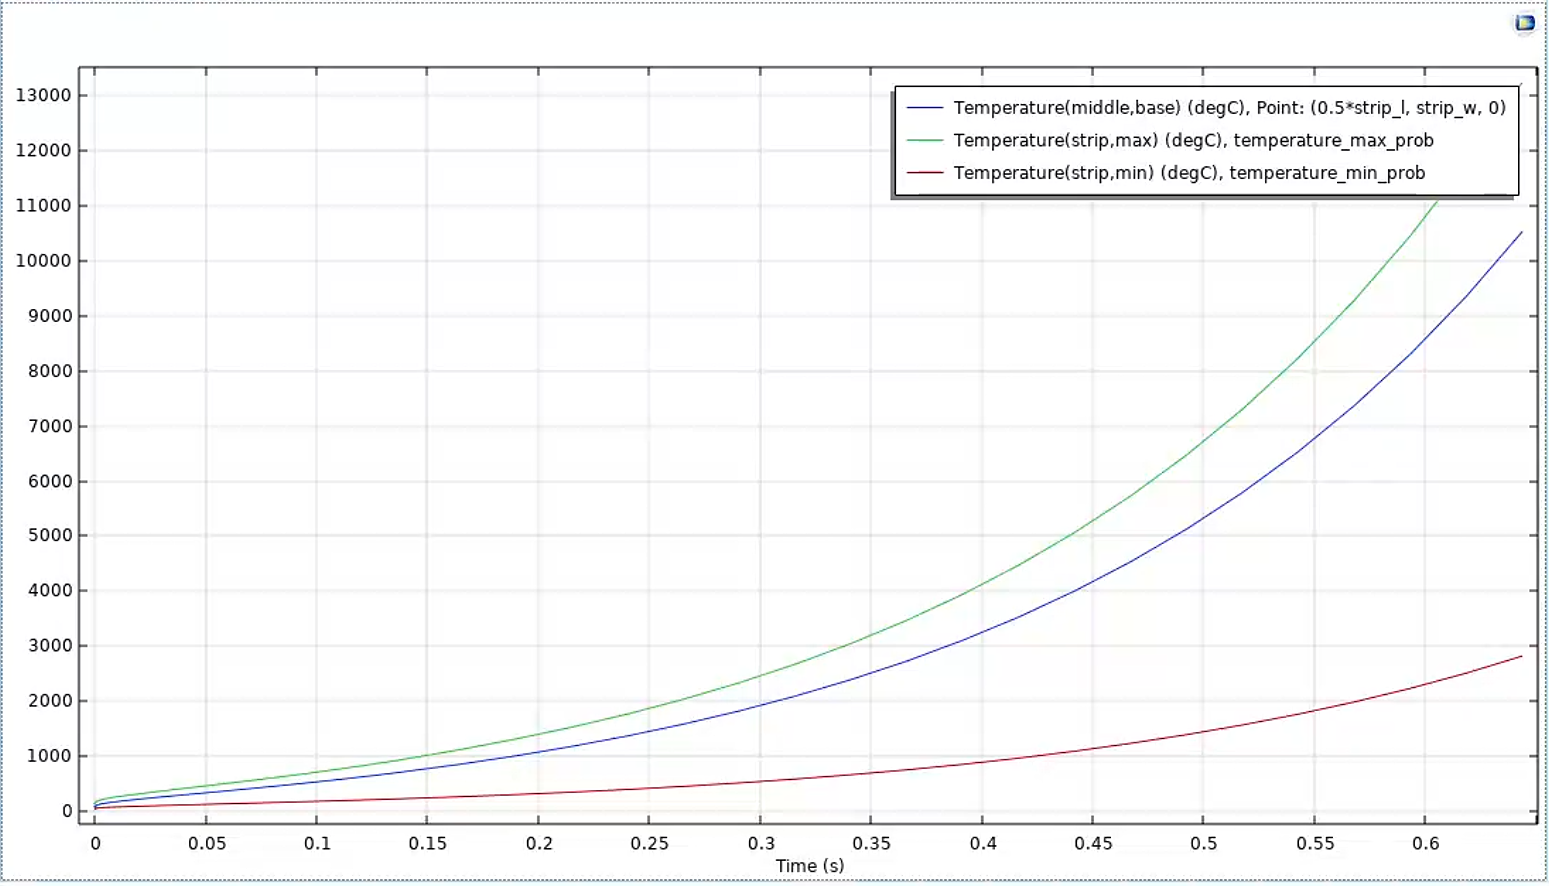 13000
12000
11000
10000
9000
8000
7000
6000
5000
4000
3000
2000
1000
0
Temperature(middle,base) (degC), Point: (0.5*strip_l, strip_w, 0)
Temperature(strip,max) (degC), temperature_max_prob
Temperature(strip,min) (degC), temperature_min_prob
0 0.05 0.1 0.15 0.2 0.25 0.3 0.35 0.4 0.45 0.5 0.55 0.6
Time (s)